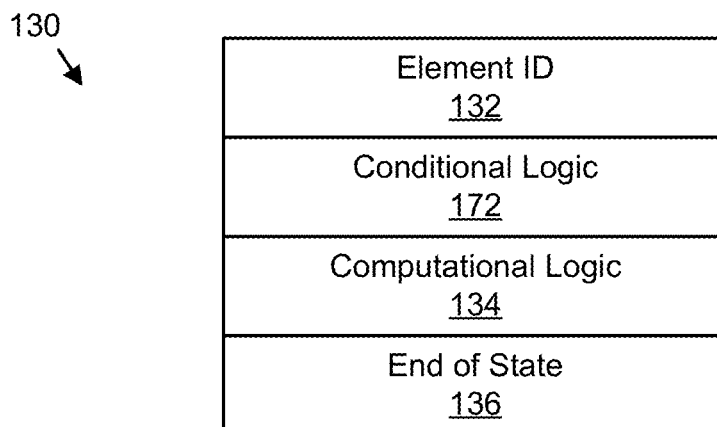 130
Element ID
132
Conditional Logic
172
Computational Logic
134
End of State
136